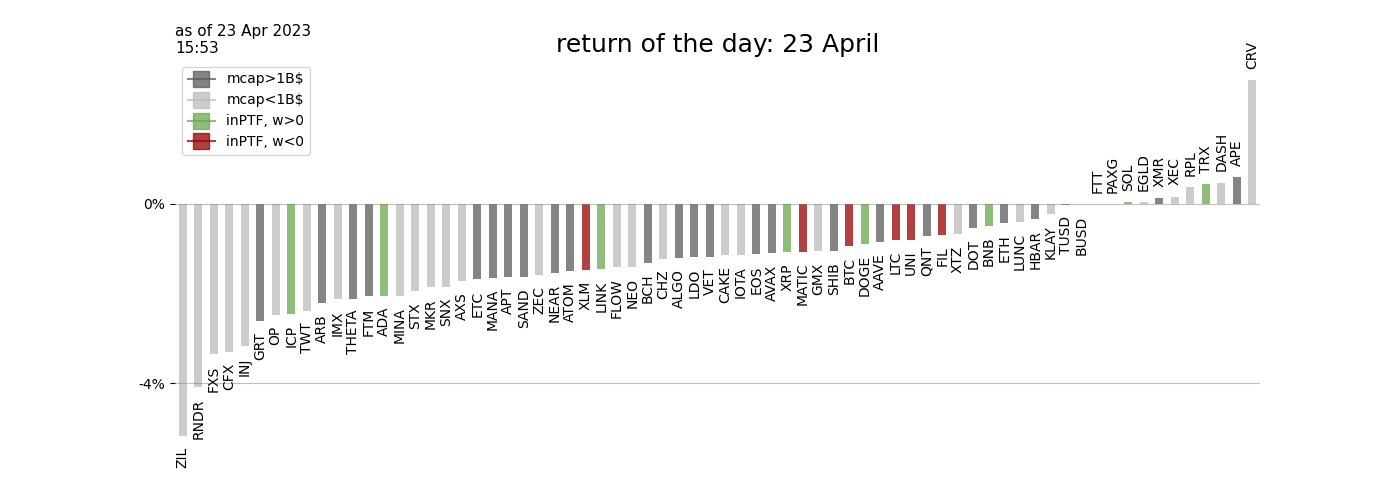 as of 23 Apr 2023
15:53
return of the day: 23 April
mcap>1B$
mcap<1B$
inPTF, w>0
inPTF, w<0
0%
-4%
ZIL
RNDR
FXS
CFX
INJ
GRT
OP
ICP
TWT
ARB
IMX
THETA
FTM
ADA
MINA
STX
MKR
SNX
AXS
ETC
MANA
APT
SAND
ZEC
NEAR
ATOM
XLM
LINK
FLOW
NEO
BCH
CHZ
ALGO
LDO
VET
CAKE
IOTA
EOS
AVAX
XRP
MATIC
GMX
SHIB
BTC
DOGE
AAVE
LTC
UNI
QNT
FIL
XTZ
DOT
BNB
ETH
LUNC
HBAR
KLAY
TUSD
BUSD
FTT
PAXG
SOL
EGLD
XMR
XEC
RPL
TRX
DASH
APE
CRV